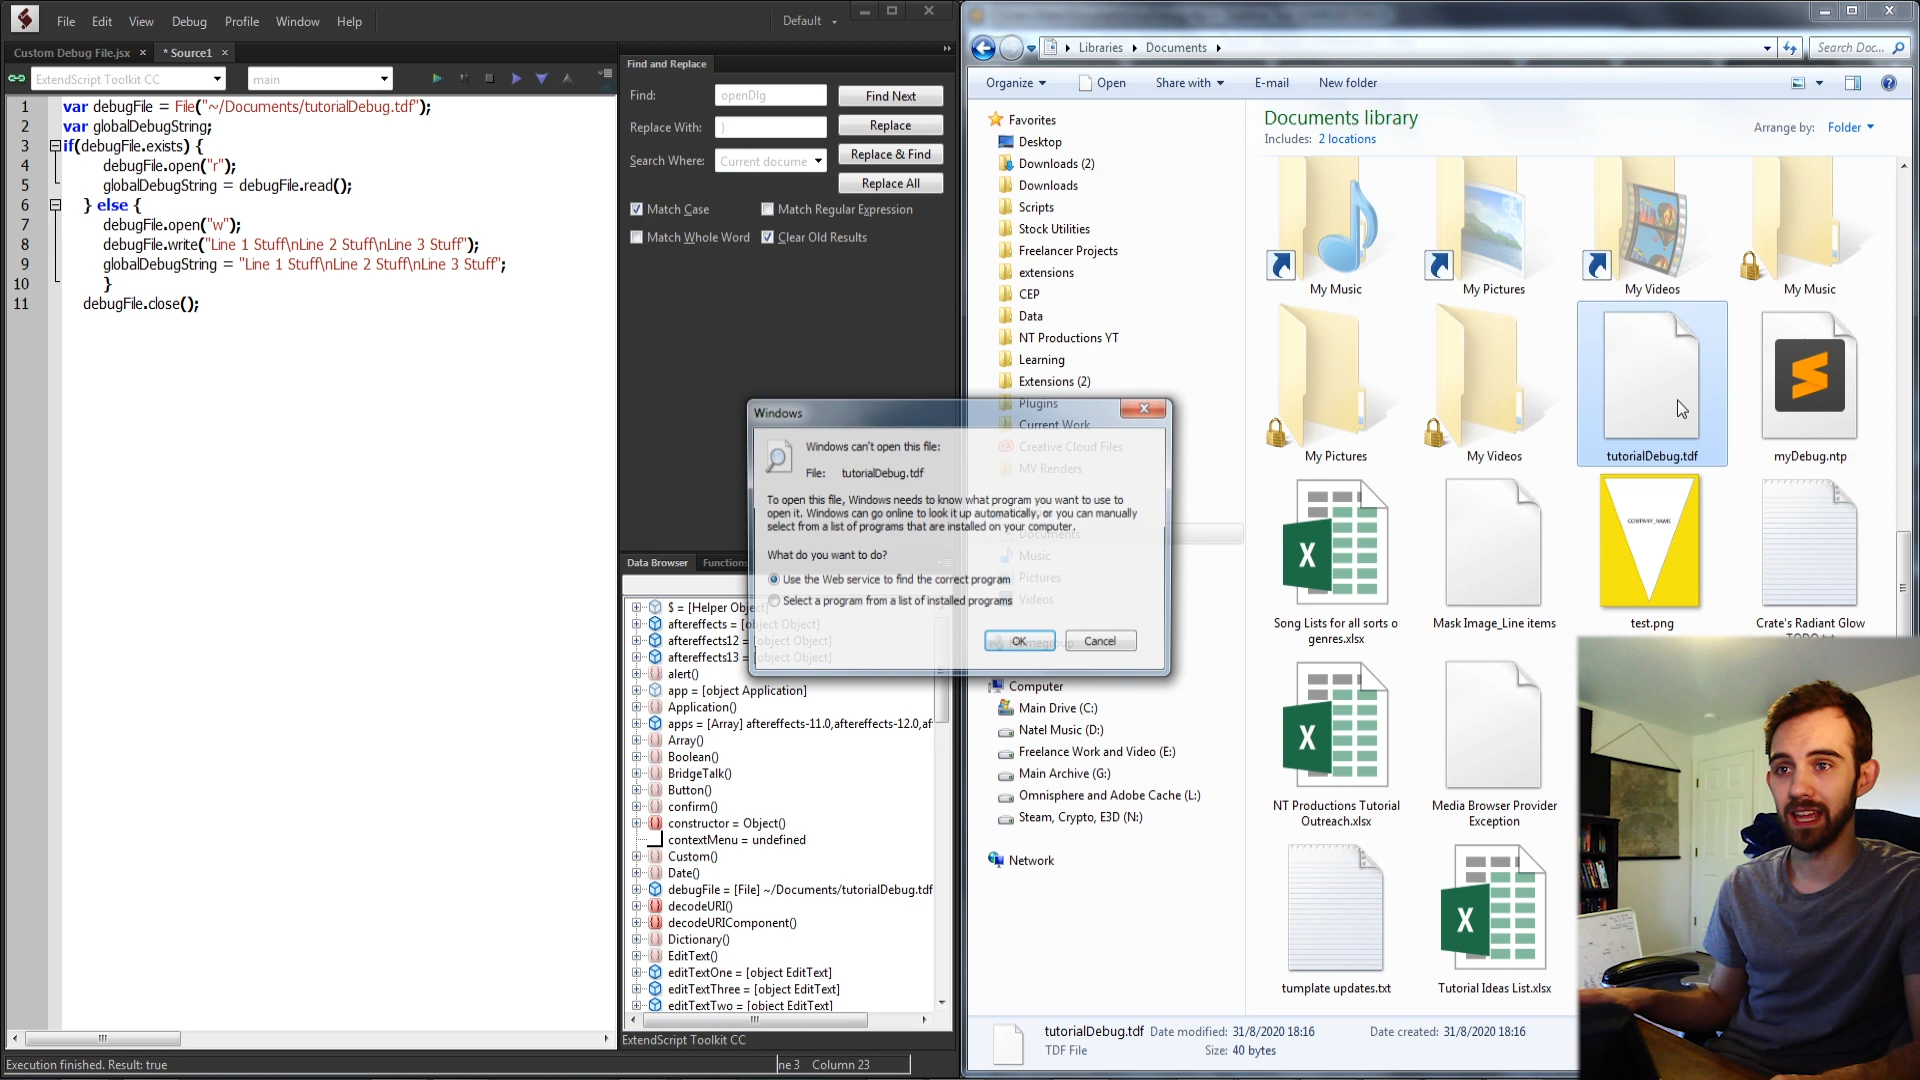 File Edit View Debug Profile Window Help
Default
Custom Debug File.jsx × * Source1 ×
ExtendScript Toolkit CC
main
1 var debugFile = File("~/Documents/tutorialDebug.tdf");
2 var globalDebugString;
3 if(debugFile.exists) {
4 debugFile.open("r");
5 globalDebugString = debugFile.read();
6 } else {
7 debugFile.open("w");
8 debugFile.write("Line 1 Stuff\nLine 2 Stuff\nLine 3 Stuff");
9 globalDebugString = "Line 1 Stuff\nLine 2 Stuff\nLine 3 Stuff";
10 }
11 debugFile.close();
Execution finished. Result: true
ne 3 Column 23
Find and Replace
Find: openDlg
Find Next
Replace With: )
Replace
Search Where: Current docume
Replace & Find
Replace All
Match Case
Match Regular Expression
Match Whole Word
Clear Old Results
Data Browser Function
$ = [Helper Obje
aftereffects = [object Object]
aftereffects12 = [object Object]
aftereffects13 = [object Object]
alert()
app = [object Application]
Application()
apps = [Array] aftereffects-11.0,aftereffects-12.0,af
Array()
Boolean()
BridgeTalk()
Button()
confirm()
constructor = Object()
contextMenu = undefined
Custom()
Date()
debugFile = [File] ~/Documents/tutorialDebug.tdf
decodeURI()
decodeURIComponent()
Dictionary()
EditText()
editTextOne = [object EditText]
editTextThree = [object EditText]
editTextTwo = [object EditText]
ExtendScript Toolkit CC
Windows
Windows can't open this file:
File: tutorialDebug.tdf
To open this file, Windows needs to know what program you want to use to
open it. Windows can go online to look it up automatically, or you can manually
select from a list of programs that are installed on your computer.
What do you want to do?
Use the Web service to find the correct program
Select a program from a list of installed programs
OK
Cancel
Libraries Documents
Search Doc...
Organize Open Share with E-mail New folder
Favorites
Desktop
Downloads (2)
Downloads
Scripts
Stock Utilities
Freelancer Projects
extensions
CEP
Data
NT Productions YT
Learning
Extensions (2)
Plugins
Current Work
Creative Cloud Files
MV Renders
Documents
Music
Pictures
Videos
Homegroup
Computer
Main Drive (C:)
Natel Music (D:)
Freelance Work and Video (E:)
Main Archive (G:)
Omnisphere and Adobe Cache (L:)
Steam, Crypto, E3D (N:)
Network
Documents library
Includes: 2 locations
Arrange by: Folder
My Music
My Pictures
My Videos
My Music
My Pictures
My Videos
tutorialDebug.tdf
myDebug.ntp
COMPANY_NAME
Song Lists for all sorts o
genres.xlsx
Mask Image_Line items
test.png
Crate's Radiant Glow
NT Productions Tutorial
Outreach.xlsx
Media Browser Provider
Exception
tumplate updates.txt
Tutorial Ideas List.xlsx
tutorialDebug.tdf Date modified: 31/8/2020 18:16 Date created: 31/8/2020 18:16
TDF File Size: 40 bytes